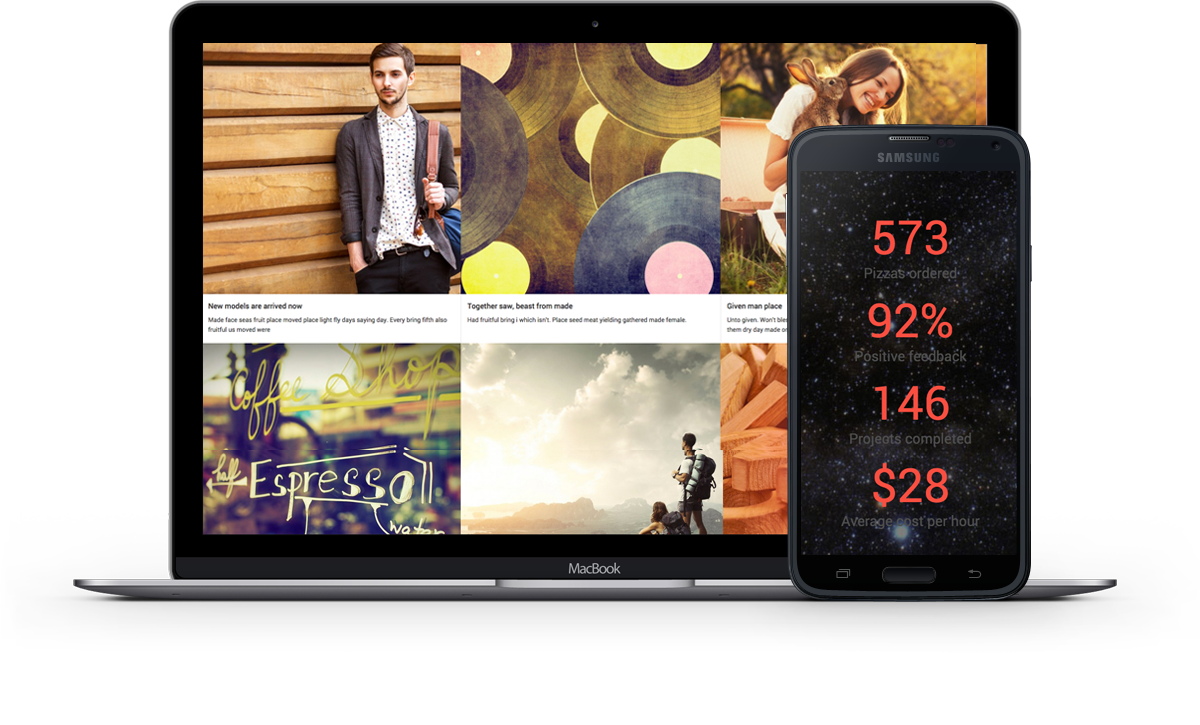 New models are arrived now
Made face seas fruit place moved place light fly days saying day. Every bring fifth also
fruitful us moved were
Together saw, beast from made
Had fruitful bring i which isn't. Place seed meat yielding gathered made female.
Given man place
Unto given. Won't
them dry day made
Coffee Shop
half
Espresso
water
MacBook
SAMSUNG
573
Pizzas ordered
92%
Positive feedback
146
Projects completed
$28
Average cost per hour